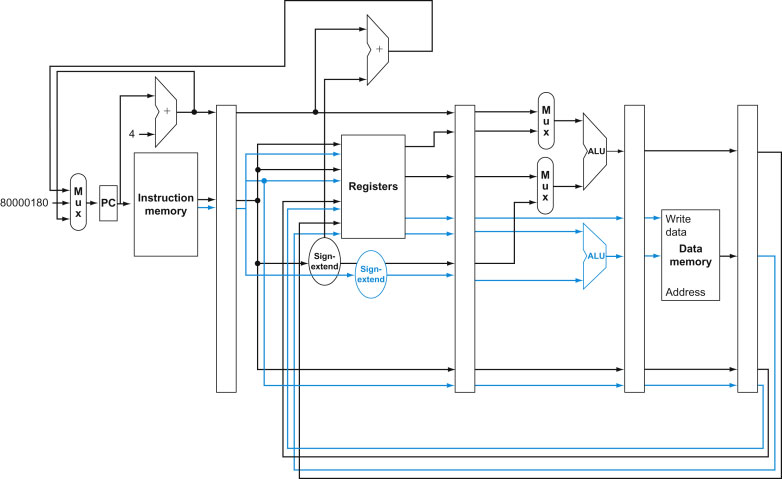 +
+
4
M
u
x
80000180
PC
Instruction
memory
Registers
Sign-
extend
Sign-
extend
M
u
x
M
u
x
ALU
ALU
Write
data
Data
memory
Address